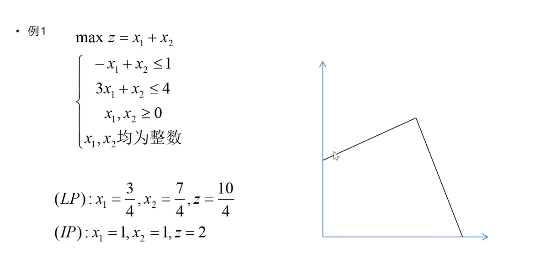 • 例1
max z = x₁ + x₂
−x₁ + x₂ ≤ 1
3x₁ + x₂ ≤ 4
x₁, x₂ ≥ 0
x₁, x₂均为整数
(LP): x₁ = 3/4, x₂ = 7/4, z = 10/4
(IP): x₁ = 1, x₂ = 1, z = 2